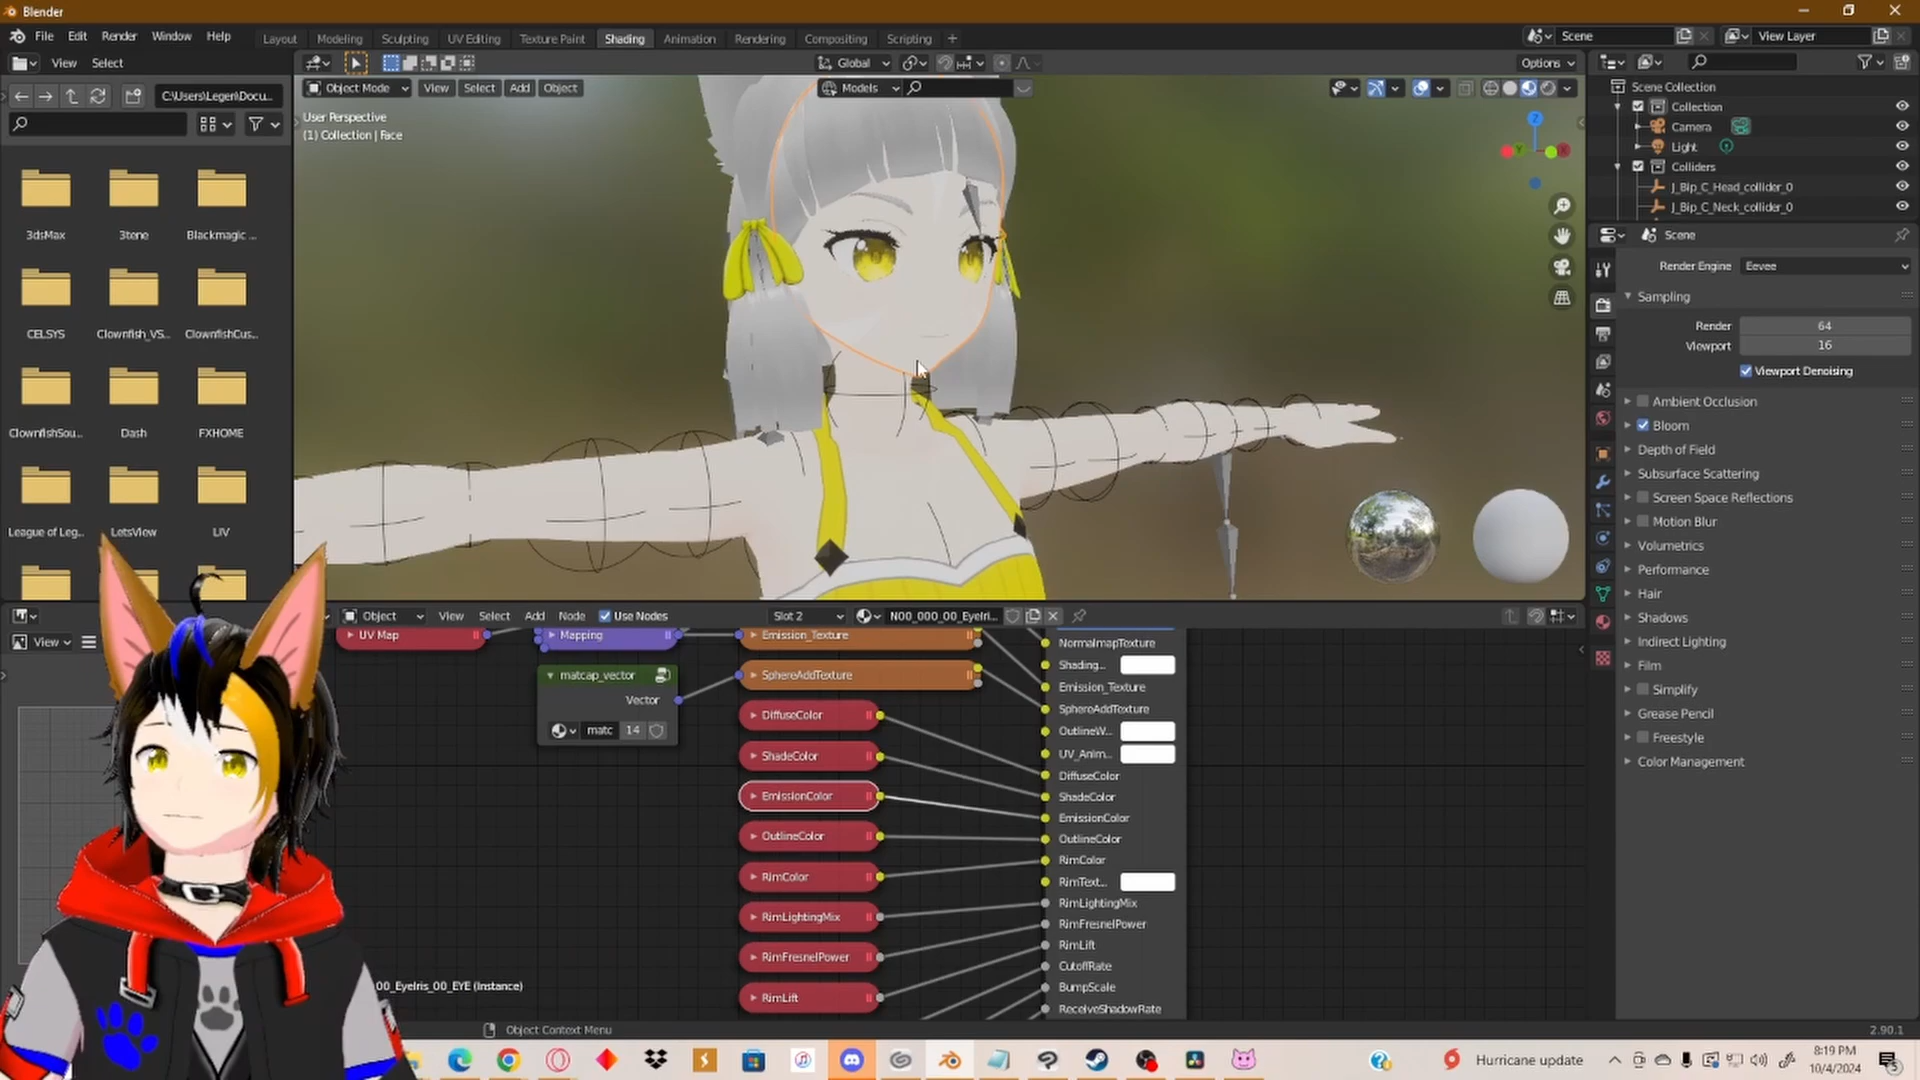 Blender
File Edit Render Window Help
Layout Modeling Sculpting UV Editing Texture Paint Shading Animation Rendering Compositing Scripting +
Scene
View Layer
View Select
Global
Options
C:\Users\Legen\Docu...
Object Mode View Select Add Object
Models
User Perspective
(1) Collection | Face
Z
Y
3dsMax 3tene Blackmagic ...
CELSYS Clownfish_VS... ClownfishCus...
ClownfishSou... Dash FXHOME
League of Leg... LetsView LIV
Scene Collection
Collection
Camera
Light
Colliders
J_Bip_C_Head_collider_0
J_Bip_C_Neck_collider_0
Scene
Render Engine Eevee
Sampling
Render 64
Viewport 16
Viewport Denoising
Ambient Occlusion
Bloom
Depth of Field
Subsurface Scattering
Screen Space Reflections
Motion Blur
Volumetrics
Performance
Hair
Shadows
Indirect Lighting
Film
Simplify
Grease Pencil
Freestyle
Color Management
View
Object View Select Add Node Use Nodes Slot 2 N00_000_00_EyeIri...
UV Map
Mapping
Emission_Texture
matcap_vector
Vector
matc 14
SphereAddTexture
DiffuseColor
ShadeColor
EmissionColor
OutlineColor
RimColor
RimLightingMix
RimFresnelPower
RimLift
NormalmapTexture
Shading...
Emission_Texture
SphereAddTexture
OutlineW...
UV_Anim...
DiffuseColor
ShadeColor
EmissionColor
OutlineColor
RimColor
RimText...
RimLightingMix
RimFresnelPower
RimLift
CutoffRate
BumpScale
ReceiveShadowRate
00_EyeIris_00_EYE (Instance)
Object Context Menu
2.90.1
Hurricane update
8:19 PM
10/4/2024
5